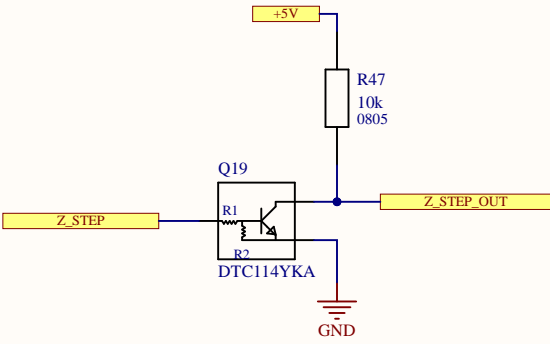 +5V
R47
10k
0805
Q19
Z_STEP_OUT
R1
Z_STEP
R2
DTC114YKA
GND